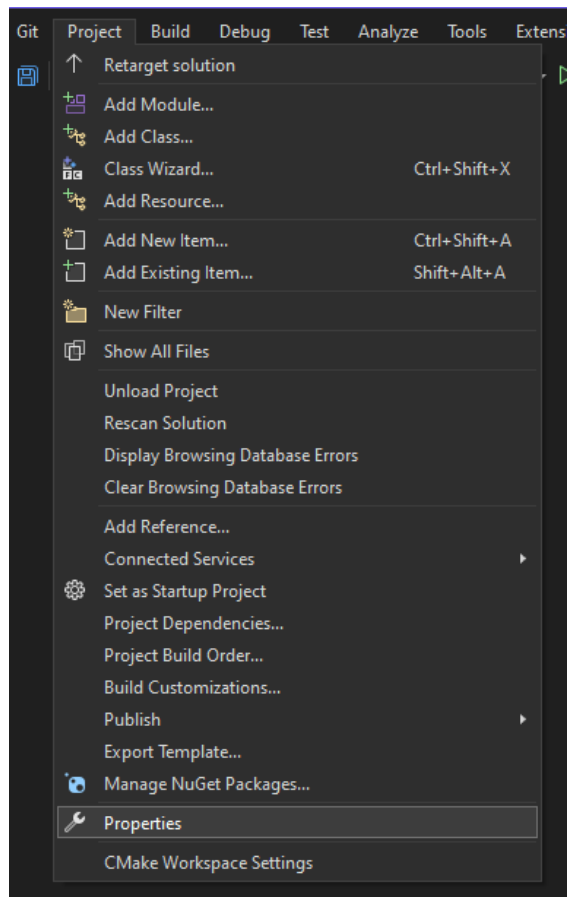 Git Project Build Debug Test Analyze Tools Extens
Retarget solution
Add Module...
Add Class...
Class Wizard... Ctrl+Shift+X
Add Resource...
Add New Item... Ctrl+Shift+A
Add Existing Item... Shift+Alt+A
New Filter
Show All Files
Unload Project
Rescan Solution
Display Browsing Database Errors
Clear Browsing Database Errors
Add Reference...
Connected Services
Set as Startup Project
Project Dependencies...
Project Build Order...
Build Customizations...
Publish
Export Template...
Manage NuGet Packages...
Properties
CMake Workspace Settings